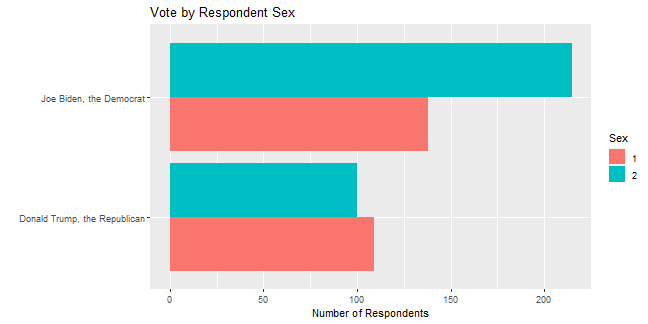 Vote by Respondent Sex
Joe Biden, the Democrat
Donald Trump, the Republican
0
50
100
150
200
Number of Respondents
Sex
1
2